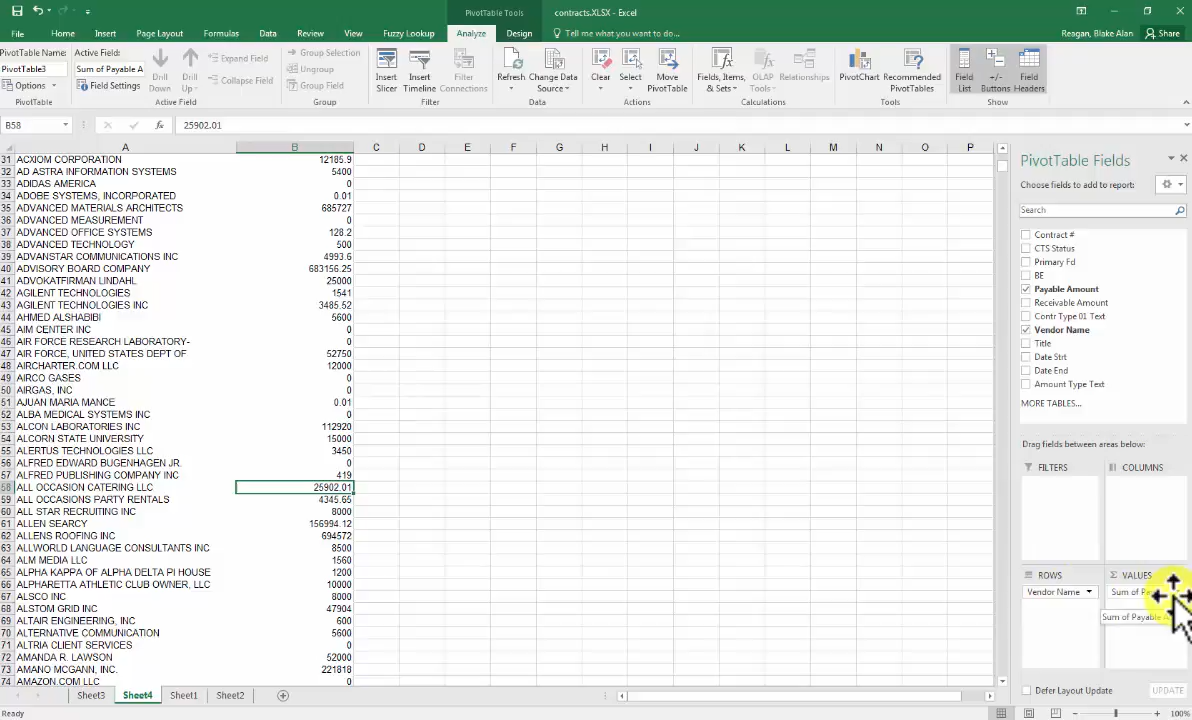 PivotTable Tools
contracts.XLSX - Excel
File Home Insert Page Layout Formulas Data Review View Fuzzy Lookup Analyze Design Tell me what you want to do... Reagan, Blake Alan Share
PivotTable Name: Active Field:
PivotTable3 Sum of Payable A
Options Field Settings
Drill Down Drill Up
Expand Field
Collapse Field
Group Selection
Ungroup
Group Field
Insert Slicer Insert Timeline Filter Connections
Refresh Change Data Source
Clear Select Move PivotTable
Fields, Items, & Sets OLAP Tools Relationships
PivotChart Recommended PivotTables
Field List +/- Buttons Field Headers
PivotTable Active Field Group Filter Data Actions Calculations Tools Show
B58 fx 25902.01
A B C D E F G H I J K L M N O P
31 ACXIOM CORPORATION 12185.9
32 AD ASTRA INFORMATION SYSTEMS 5400
33 ADIDAS AMERICA 0
34 ADOBE SYSTEMS, INCORPORATED 0.01
35 ADVANCED MATERIALS ARCHITECTS 685727
36 ADVANCED MEASUREMENT 0
37 ADVANCED OFFICE SYSTEMS 128.2
38 ADVANCED TECHNOLOGY 500
39 ADVANSTAR COMMUNICATIONS INC 4993.6
40 ADVISORY BOARD COMPANY 683156.25
41 ADVOKATFIRMAN LINDAHL 25000
42 AGILENT TECHNOLOGIES 1541
43 AGILENT TECHNOLOGIES INC 3485.52
44 AHMED ALSHABIBI 5600
45 AIM CENTER INC 0
46 AIR FORCE RESEARCH LABORATORY- 0
47 AIR FORCE, UNITED STATES DEPT OF 52750
48 AIRCHARTER.COM LLC 12000
49 AIRCO GASES 0
50 AIRGAS, INC 0
51 AJUAN MARIA MANCE 0.01
52 ALBA MEDICAL SYSTEMS INC 0
53 ALCON LABORATORIES INC 112920
54 ALCORN STATE UNIVERSITY 15000
55 ALERTUS TECHNOLOGIES LLC 3450
56 ALFRED EDWARD BUGENHAGEN JR. 0
57 ALFRED PUBLISHING COMPANY INC 419
58 ALL OCCASION CATERING LLC 25902.01
59 ALL OCCASIONS PARTY RENTALS 4345.65
60 ALL STAR RECRUITING INC 8000
61 ALLEN SEARCY 156994.12
62 ALLENS ROOFING INC 694572
63 ALLWORLD LANGUAGE CONSULTANTS INC 8500
64 ALM MEDIA LLC 1560
65 ALPHA KAPPA OF ALPHA DELTA PI HOUSE 1200
66 ALPHARETTA ATHLETIC CLUB OWNER, LLC 10000
67 ALSCO INC 8000
68 ALSTOM GRID INC 47904
69 ALTAIR ENGINEERING, INC 600
70 ALTERNATIVE COMMUNICATION 5600
71 ALTRIA CLIENT SERVICES 0
72 AMANDA R. LAWSON 52000
73 AMANO MCGANN, INC. 221818
74 AMAZON.COM LLC 0
PivotTable Fields
Choose fields to add to report:
Search
Contract #
CTS Status
Primary Fd
BE
Payable Amount
Receivable Amount
Contr Type 01 Text
Vendor Name
Title
Date Strt
Date End
Amount Type Text
MORE TABLES...
Drag fields between areas below:
FILTERS COLUMNS
ROWS Σ VALUES
Vendor Name Sum of
Sum of Payable
Defer Layout Update UPDATE
Sheet3 Sheet4 Sheet1 Sheet2
Ready 100%